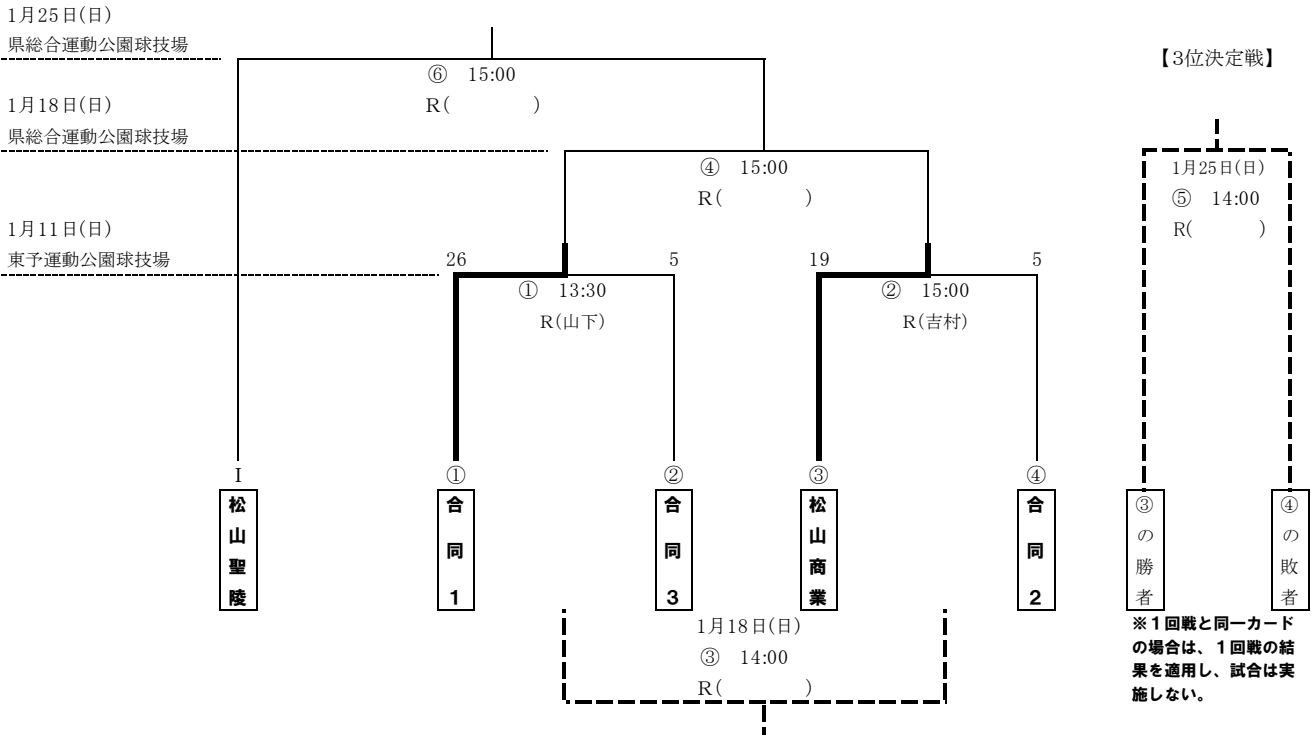 1月25日(日)
県総合運動公園球技場
【3位決定戦】
⑥ 15:00
R( )
1月18日(日)
県総合運動公園球技場
④ 15:00
R( )
1月25日(日)
⑤ 14:00
R( )
1月11日(日)
東予運動公園球技場
26
5
19
5
① 13:30
R(山下)
② 15:00
R(吉村)
I
①
②
③
④
松山聖陵
合同1
合同3
松山商業
合同2
③の勝者
④の敗者
1月18日(日)
③ 14:00
R( )
※1回戦と同一カード
の場合は、1回戦の結
果を適用し、試合は実
施しない。